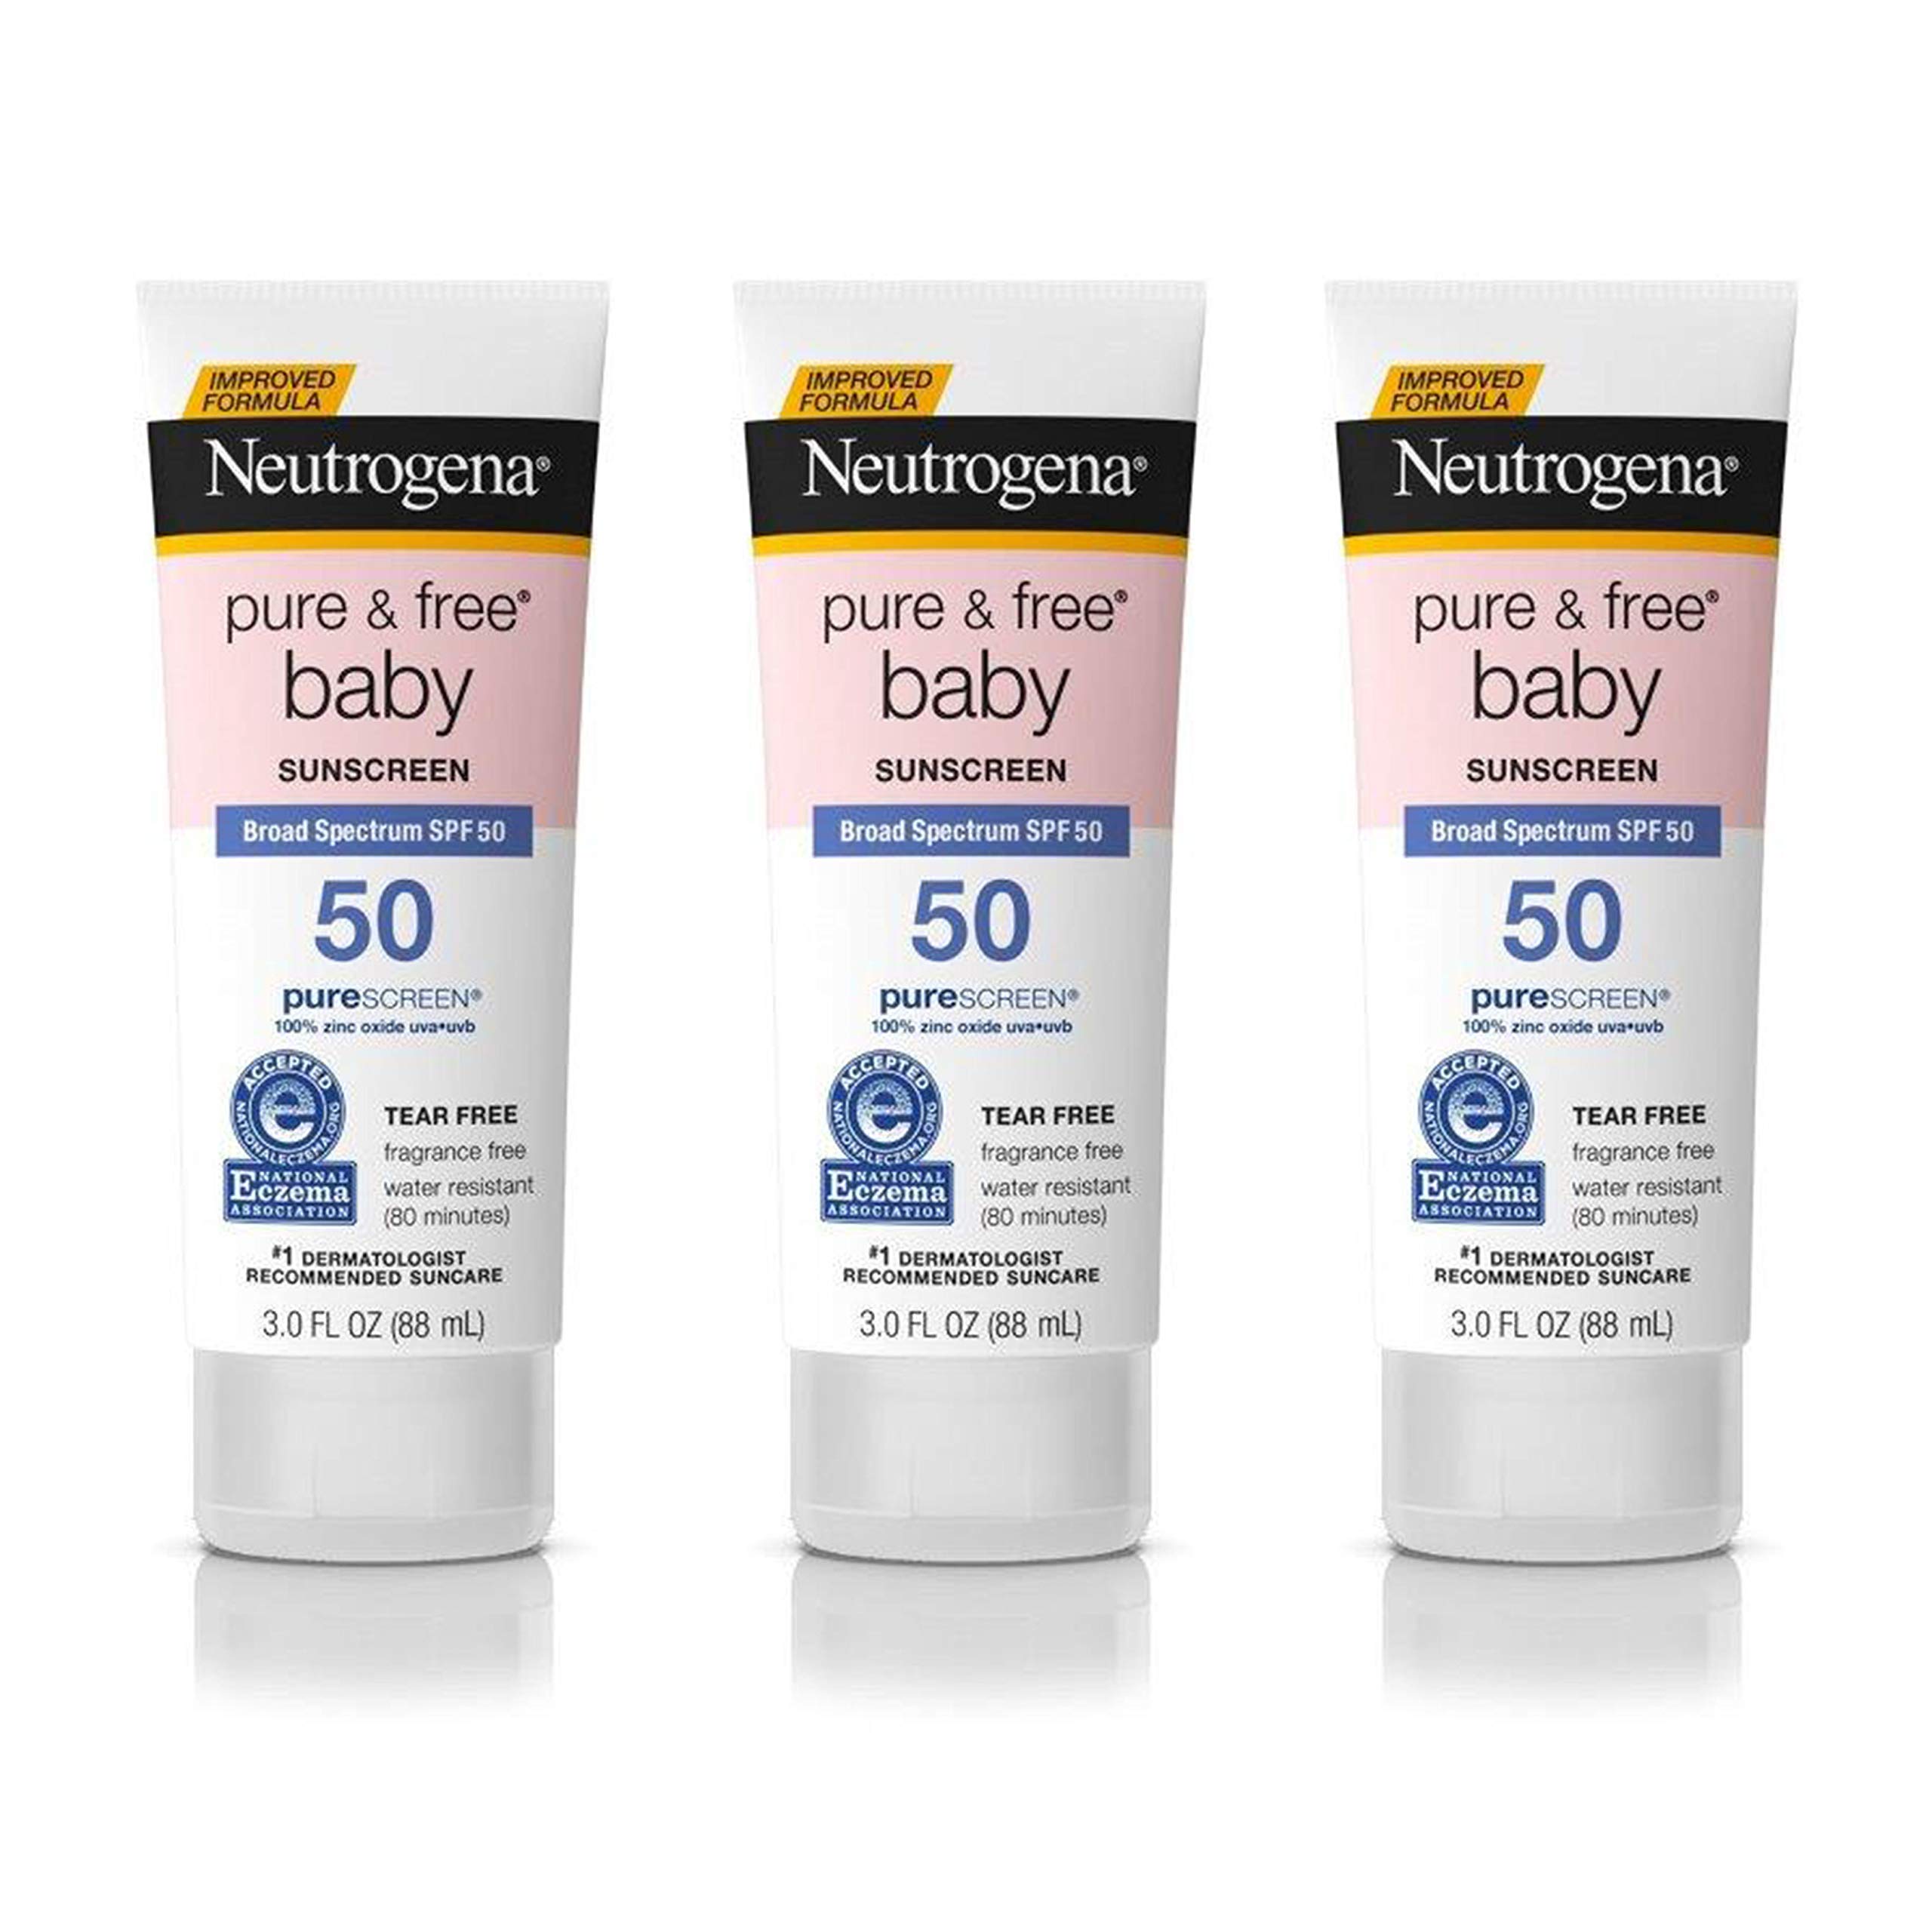 IMPROVED
FORMULA
Neutrogena®
pure & free®
baby
SUNSCREEN
Broad Spectrum SPF 50
50
pureSCREEN®
100% zinc oxide uva•uvb
ACCEPTED
NATIONALECZEMA.ORG
NATIONAL
Eczema
ASSOCIATION
TEAR FREE
fragrance free
water resistant
(80 minutes)
#1 DERMATOLOGIST
RECOMMENDED SUNCARE
3.0 FL OZ (88 mL)
IMPROVED
FORMULA
Neutrogena®
pure & free®
baby
SUNSCREEN
Broad Spectrum SPF 50
50
pureSCREEN®
100% zinc oxide uva•uvb
ACCEPTED
NATIONALECZEMA.ORG
NATIONAL
Eczema
ASSOCIATION
TEAR FREE
fragrance free
water resistant
(80 minutes)
#1 DERMATOLOGIST
RECOMMENDED SUNCARE
3.0 FL OZ (88 mL)
IMPROVED
FORMULA
Neutrogena®
pure & free®
baby
SUNSCREEN
Broad Spectrum SPF 50
50
pureSCREEN®
100% zinc oxide uva•uvb
ACCEPTED
NATIONALECZEMA.ORG
NATIONAL
Eczema
ASSOCIATION
TEAR FREE
fragrance free
water resistant
(80 minutes)
#1 DERMATOLOGIST
RECOMMENDED SUNCARE
3.0 FL OZ (88 mL)